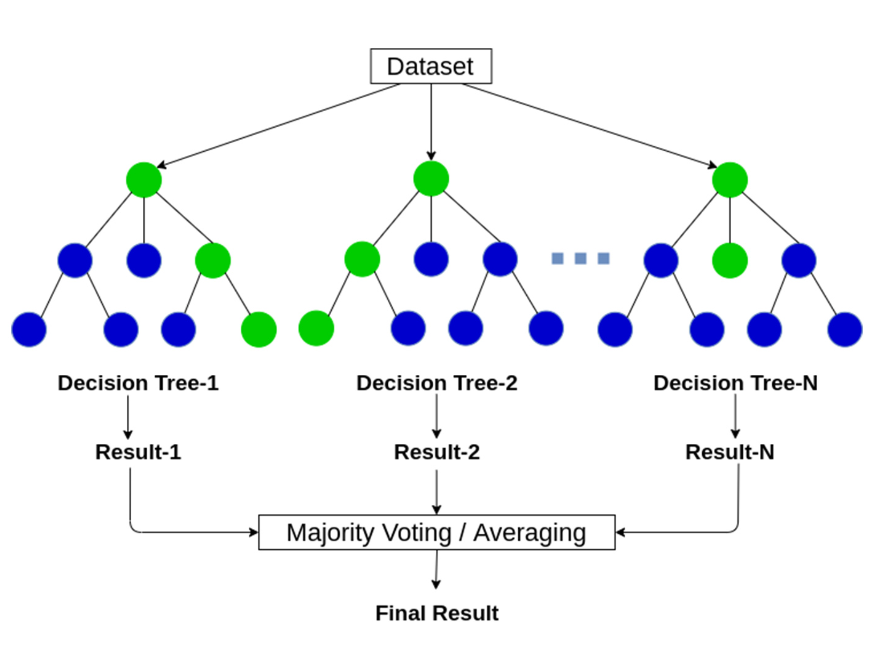 Dataset
Decision Tree-1
Decision Tree-2
Decision Tree-N
Result-1
Result-2
Result-N
Majority Voting / Averaging
Final Result